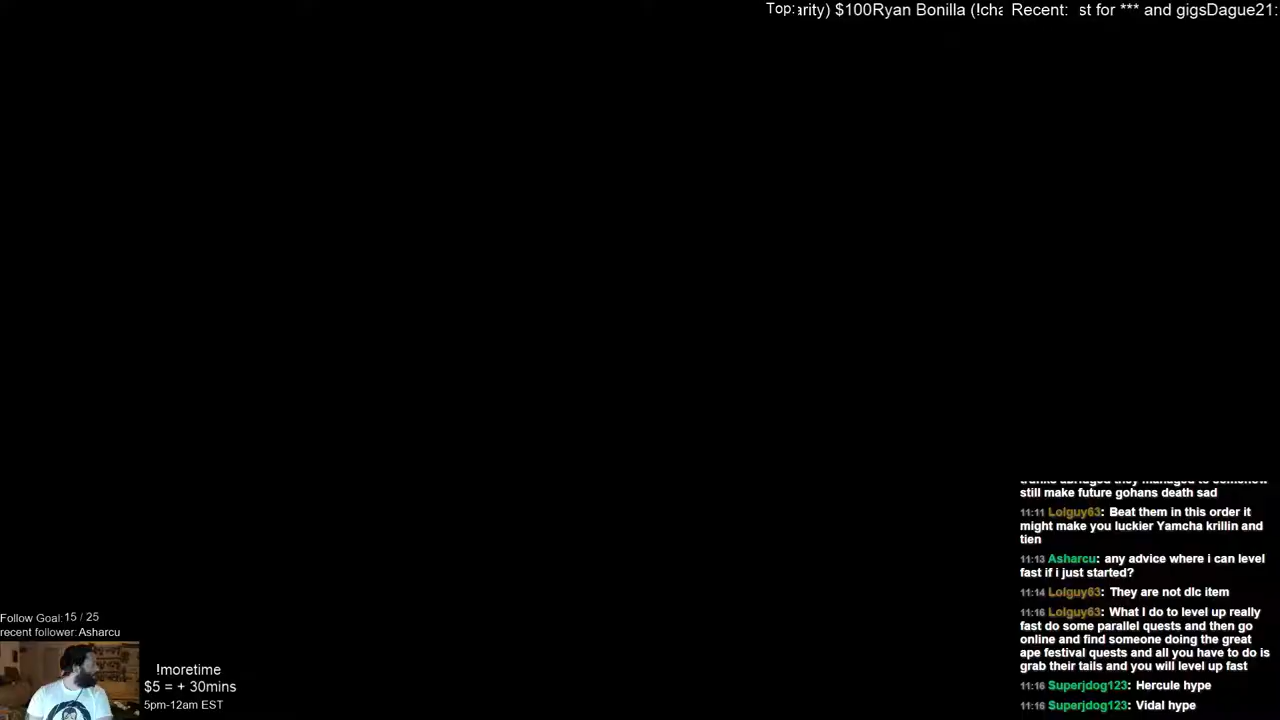 Top: arity) $100Ryan Bonilla (!cha Recent: st for *** and gigsDague21:
still make future gohans death sad
11:11 Lolguy63: Beat them in this order it
might make you luckier Yamcha krillin and
tien
11:13 Asharcu: any advice where i can level
fast if i just started?
11:14 Lolguy63: They are not dlc item
11:16 Lolguy63: What I do to level up really
fast do some parallel quests and then go
online and find someone doing the great
ape festival quests and all you have to do is
grab their tails and you will level up fast
11:16 Superjdog123: Hercule hype
11:16 Superjdog123: Vidal hype
Follow Goal: 15 / 25
recent follower: Asharcu
!moretime
$5 = + 30mins
5pm-12am EST